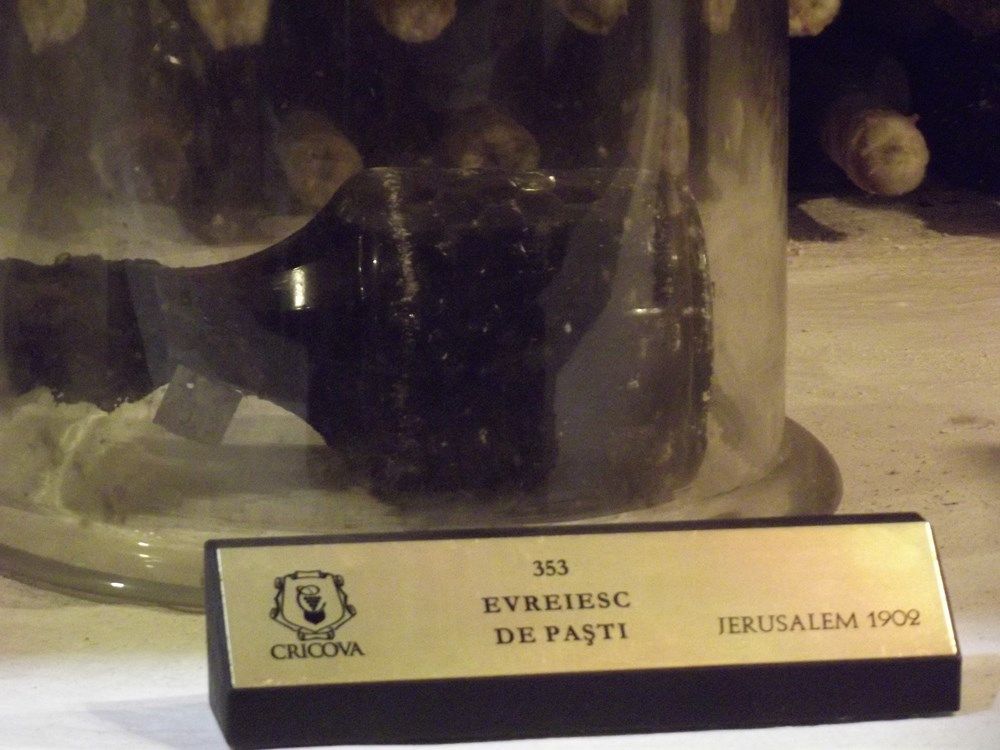 353
EVREIESC
DE PAŞTI
JERUSALEM 1902
CRICOVA